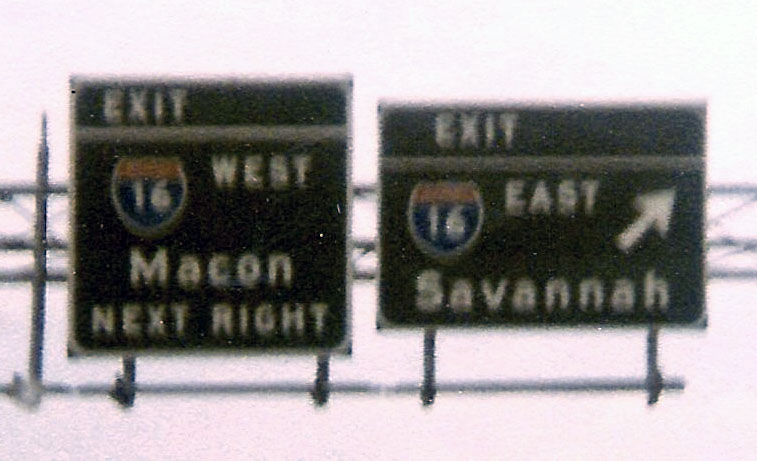 EXIT
16 WEST
Macon
NEXT RIGHT
EXIT
16 EAST
Savannah